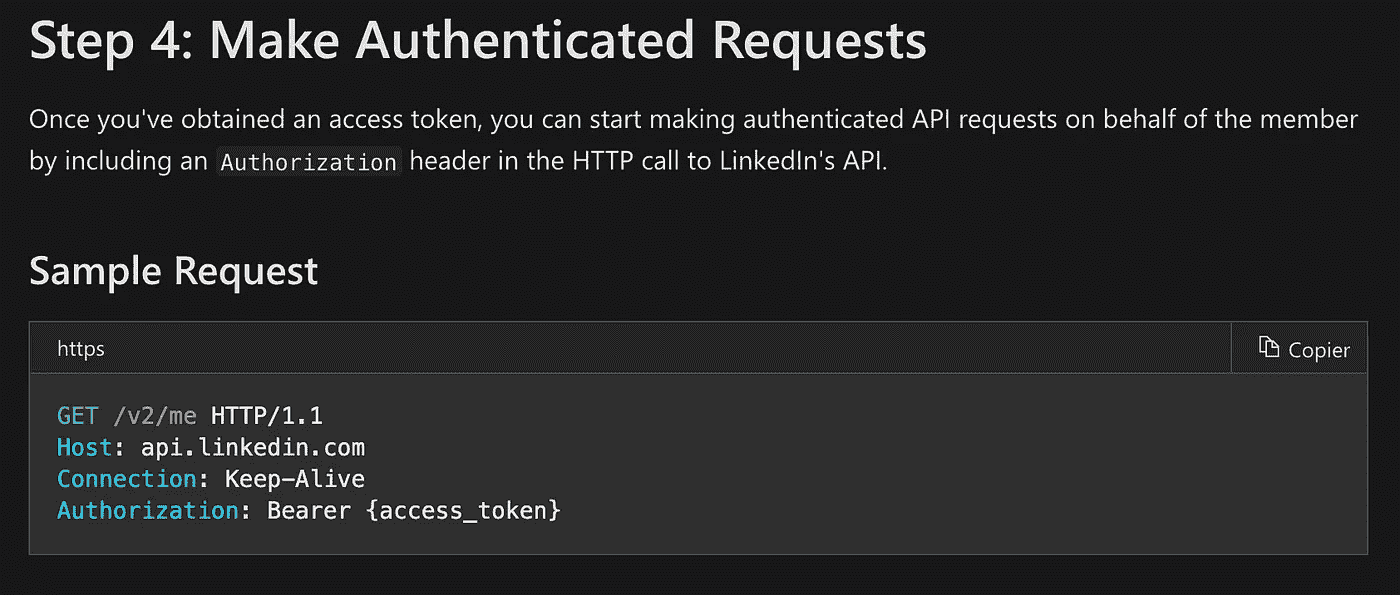 Step 4: Make Authenticated Requests
Once you've obtained an access token, you can start making authenticated API requests on behalf of the member
by including an Authorization header in the HTTP call to LinkedIn's API.
Sample Request
https
Copier
GET /v2/me HTTP/1.1
Host: api.linkedin.com
Connection: Keep-Alive
Authorization: Bearer {access_token}